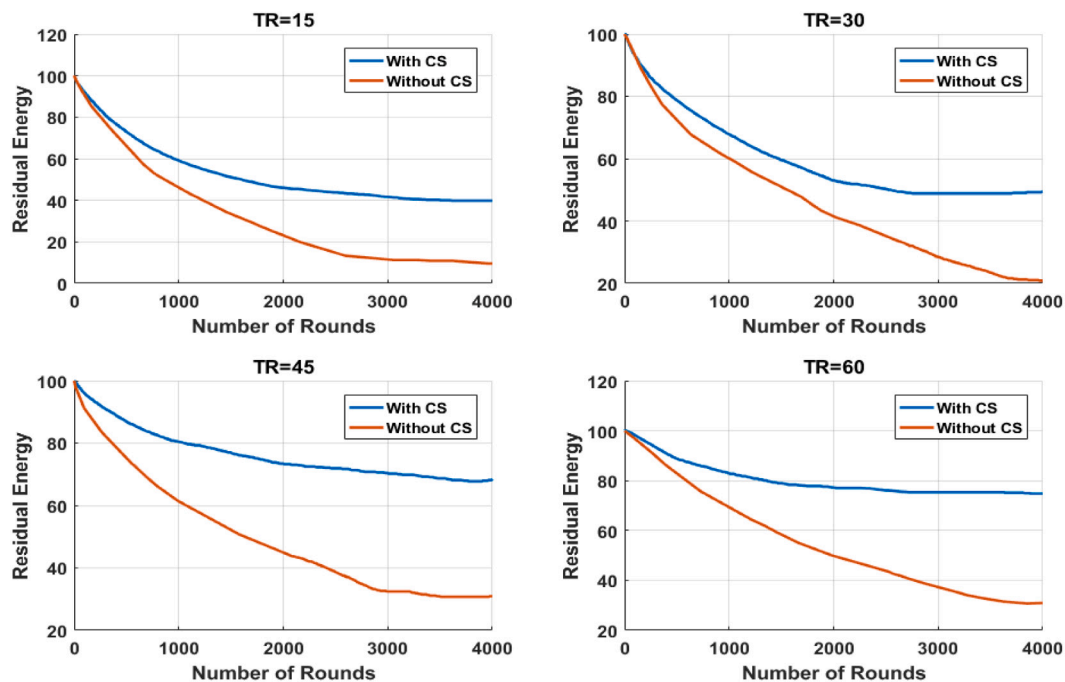 TR=15
120
100
80
60
40
20
0
Residual Energy
With CS
Without CS
0 1000 2000 3000 4000
Number of Rounds
TR=30
100
80
60
40
20
Residual Energy
With CS
Without CS
0 1000 2000 3000 4000
Number of Rounds
TR=45
100
80
60
40
20
Residual Energy
With CS
Without CS
0 1000 2000 3000 4000
Number of Rounds
TR=60
120
100
80
60
40
20
Residual Energy
With CS
Without CS
0 1000 2000 3000 4000
Number of Rounds